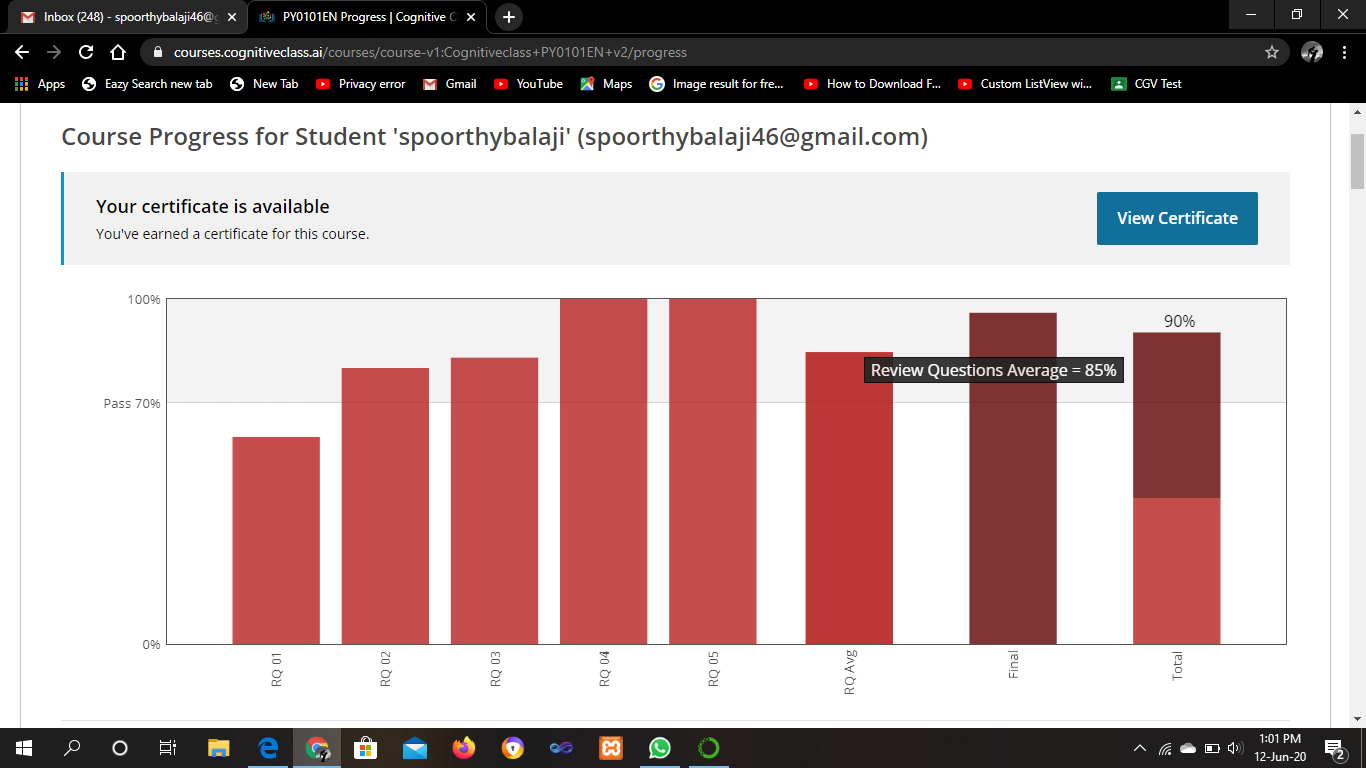 Inbox (248) - spoorthybalaji46@g
PY0101EN Progress | Cognitive C
courses.cognitiveclass.ai/courses/course-v1:Cognitiveclass+PY0101EN+v2/progress
Apps Eazy Search new tab New Tab Privacy error Gmail YouTube Maps Image result for fre... How to Download F... Custom ListView wi... CGV Test
Course Progress for Student 'spoorthybalaji' (spoorthybalaji46@gmail.com)
Your certificate is available
You've earned a certificate for this course.
View Certificate
100%
90%
Review Questions Average = 85%
Pass 70%
0%
RQ 01
RQ 02
RQ 03
RQ 04
RQ 05
RQ Avg
Final
Total
1:01 PM
12-Jun-20
2